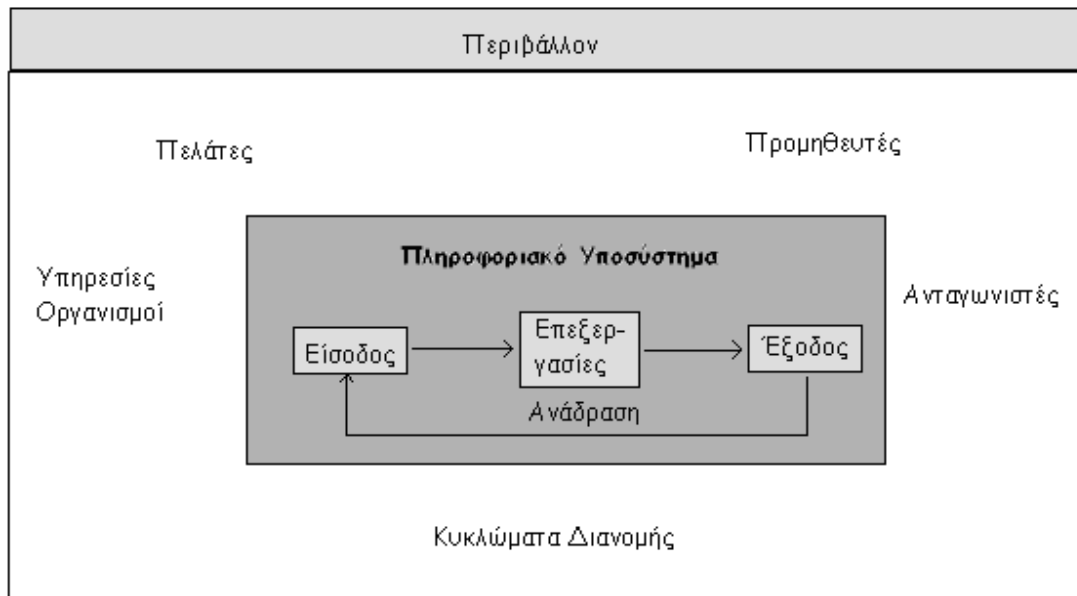 Περιβάλλον
Πελάτες
Προμηθευτές
Πληροφοριακό Υποσύστημα
Υπηρεσίες
Οργανισμοί
Ανταγωνιστές
Είσοδος
Επεξερ-
γασίες
Έξοδος
Ανάδραση
Κυκλώματα Διανομής